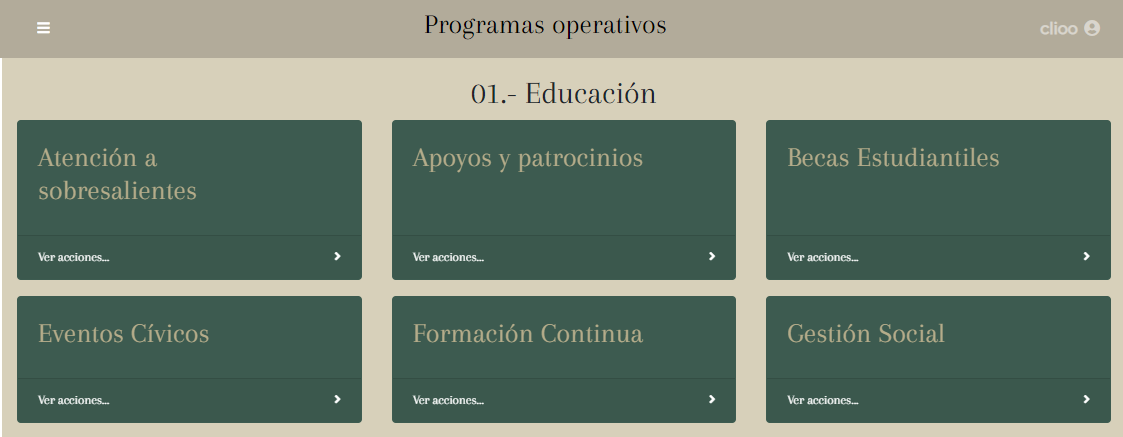 Programas operativos
clioo
01.- Educación
Atención a
sobresalientes
Ver acciones...
Apoyos y patrocinios
Ver acciones...
Becas Estudiantiles
Ver acciones...
Eventos Cívicos
Ver acciones...
Formación Continua
Ver acciones...
Gestión Social
Ver acciones...